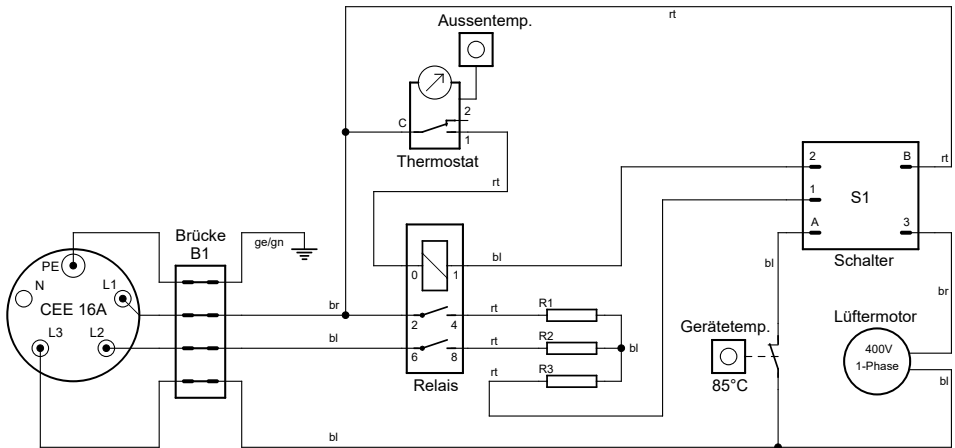 rt
Aussentemp.
C
2
1
Thermostat
rt
2
B
rt
1
S1
A
3
Schalter
Brücke
B1
ge/gn
PE
N
L1
CEE 16A
L3
L2
0
1
bl
bl
br
br
2
4
rt
R1
bl
6
8
rt
R2
bl
rt
R3
Relais
Gerätetemp.
85°C
Lüftermotor
400V
1-Phase
bl
bl